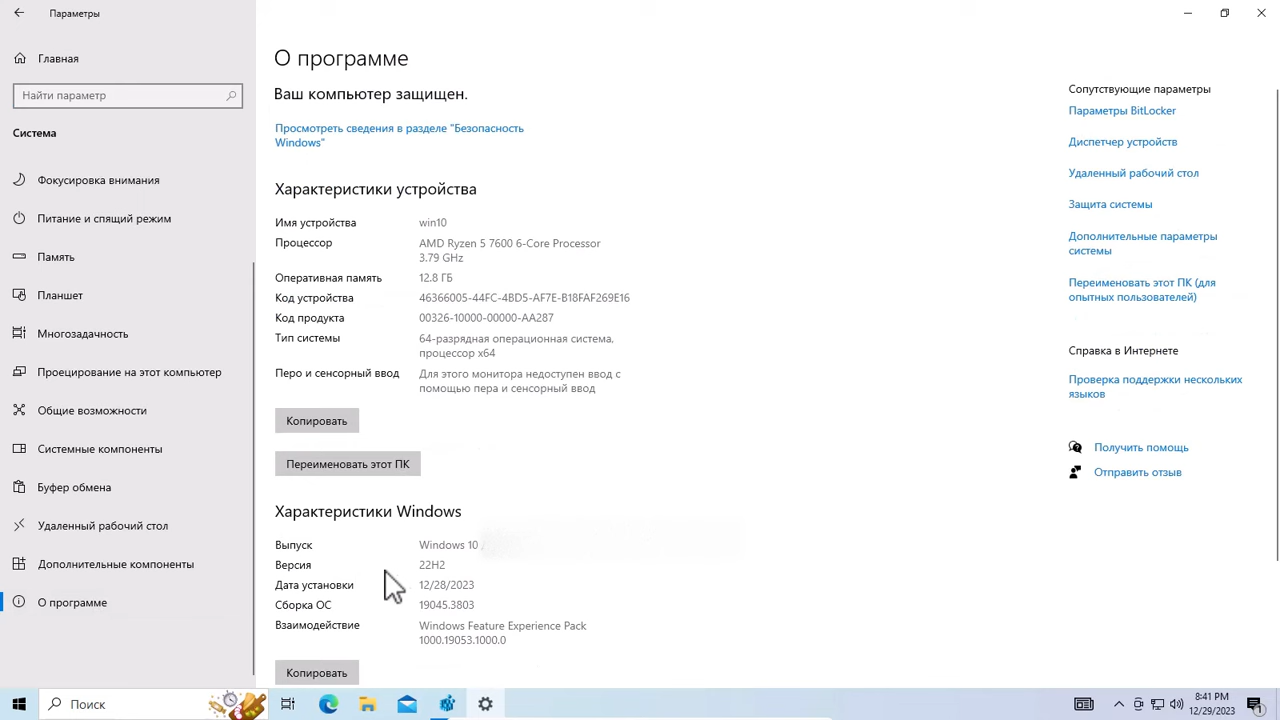 Параметры
Главная
Найти параметр
Система
Фокусировка внимания
Питание и спящий режим
Память
Планшет
Многозадачность
Проецирование на этот компьютер
Общие возможности
Системные компоненты
Буфер обмена
Удаленный рабочий стол
Дополнительные компоненты
О программе
О программе
Ваш компьютер защищен.
Просмотреть сведения в разделе "Безопасность
Windows"
Характеристики устройства
Имя устройства win10
Процессор AMD Ryzen 5 7600 6-Core Processor
3.79 GHz
Оперативная память 12,8 ГБ
Код устройства 46366005-44FC-4BD5-AF7E-B18FAF269E16
Код продукта 00326-10000-00000-AA287
Тип системы 64-разрядная операционная система,
процессор x64
Перо и сенсорный ввод Для этого монитора недоступен ввод с
помощью пера и сенсорный ввод
Копировать
Переименовать этот ПК
Характеристики Windows
Выпуск Windows 10
Версия 22H2
Дата установки 12/28/2023
Сборка ОС 19045.3803
Взаимодействие Windows Feature Experience Pack
1000.19053.1000.0
Копировать
Сопутствующие параметры
Параметры BitLocker
Диспетчер устройств
Удаленный рабочий стол
Защита системы
Дополнительные параметры
системы
Переименовать этот ПК (для
опытных пользователей)
Справка в Интернете
Проверка поддержки нескольких
языков
Получить помощь
Отправить отзыв
Поиск
8:41 PM
12/29/2023
1